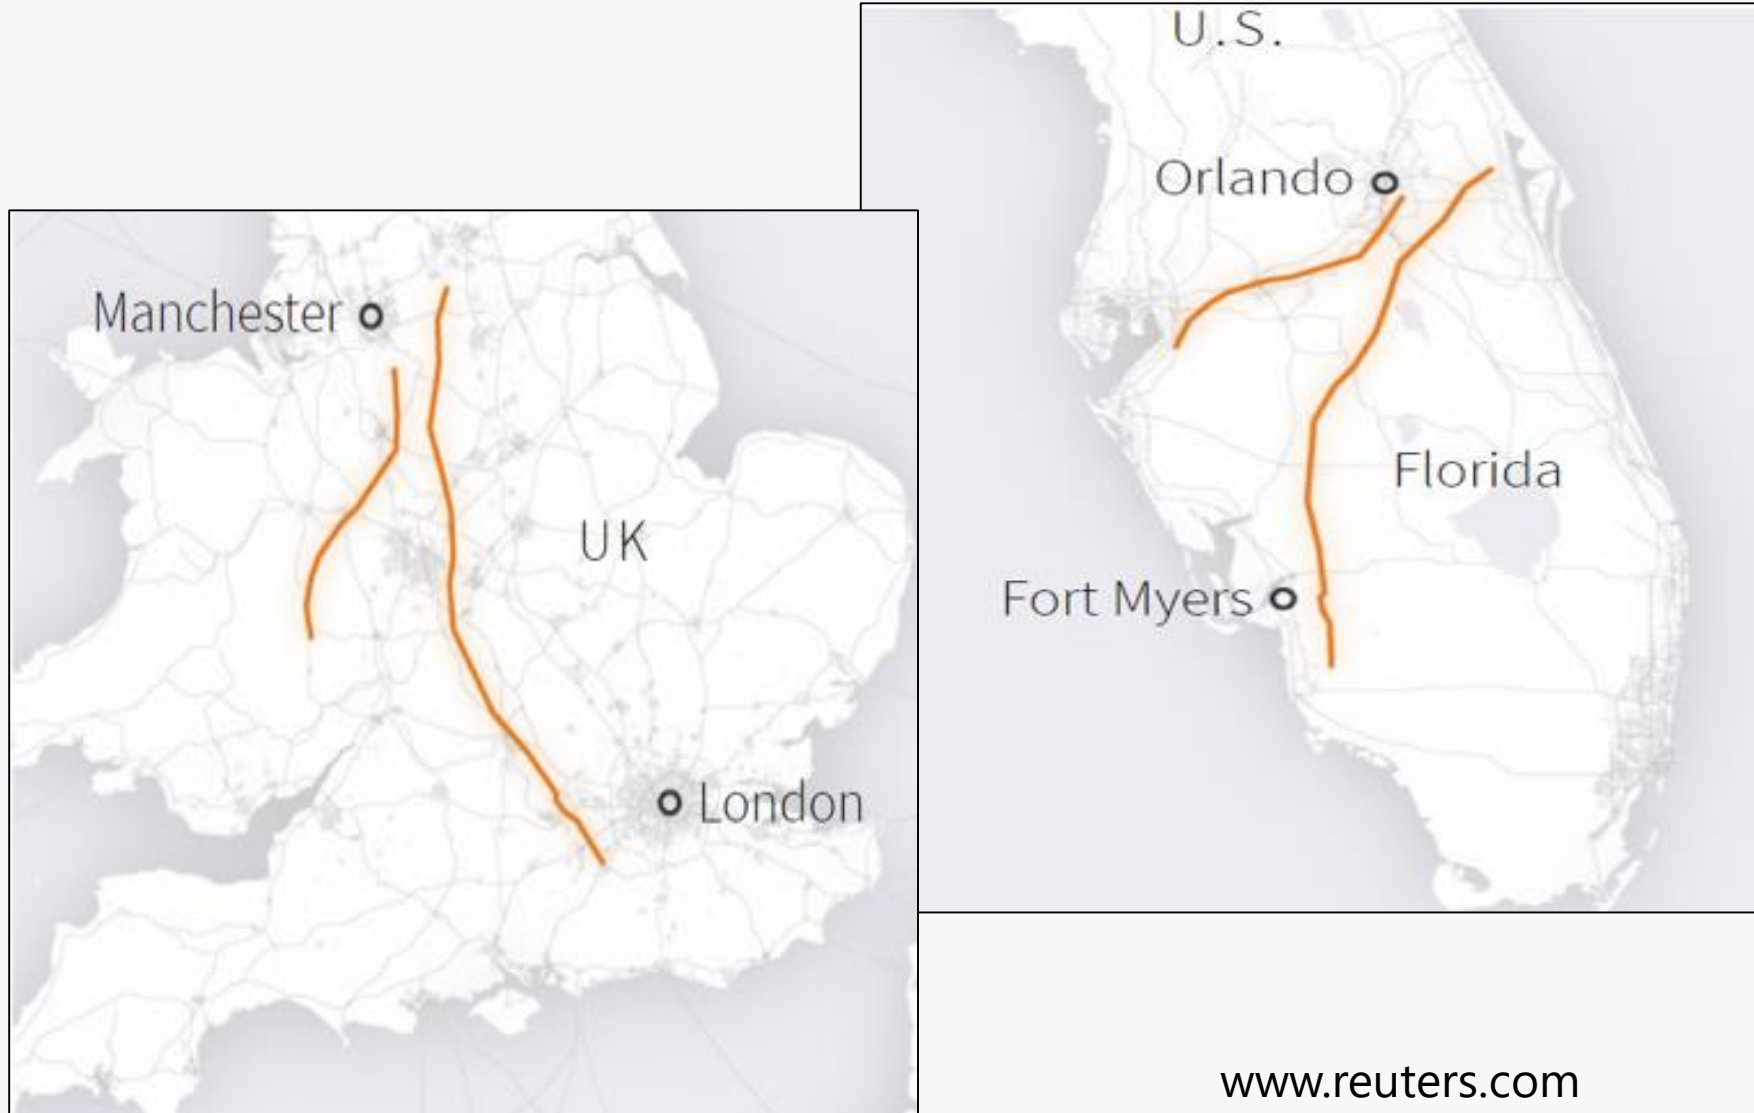 U.S.
Orlando
Florida
Fort Myers
Manchester
UK
London
www.reuters.com